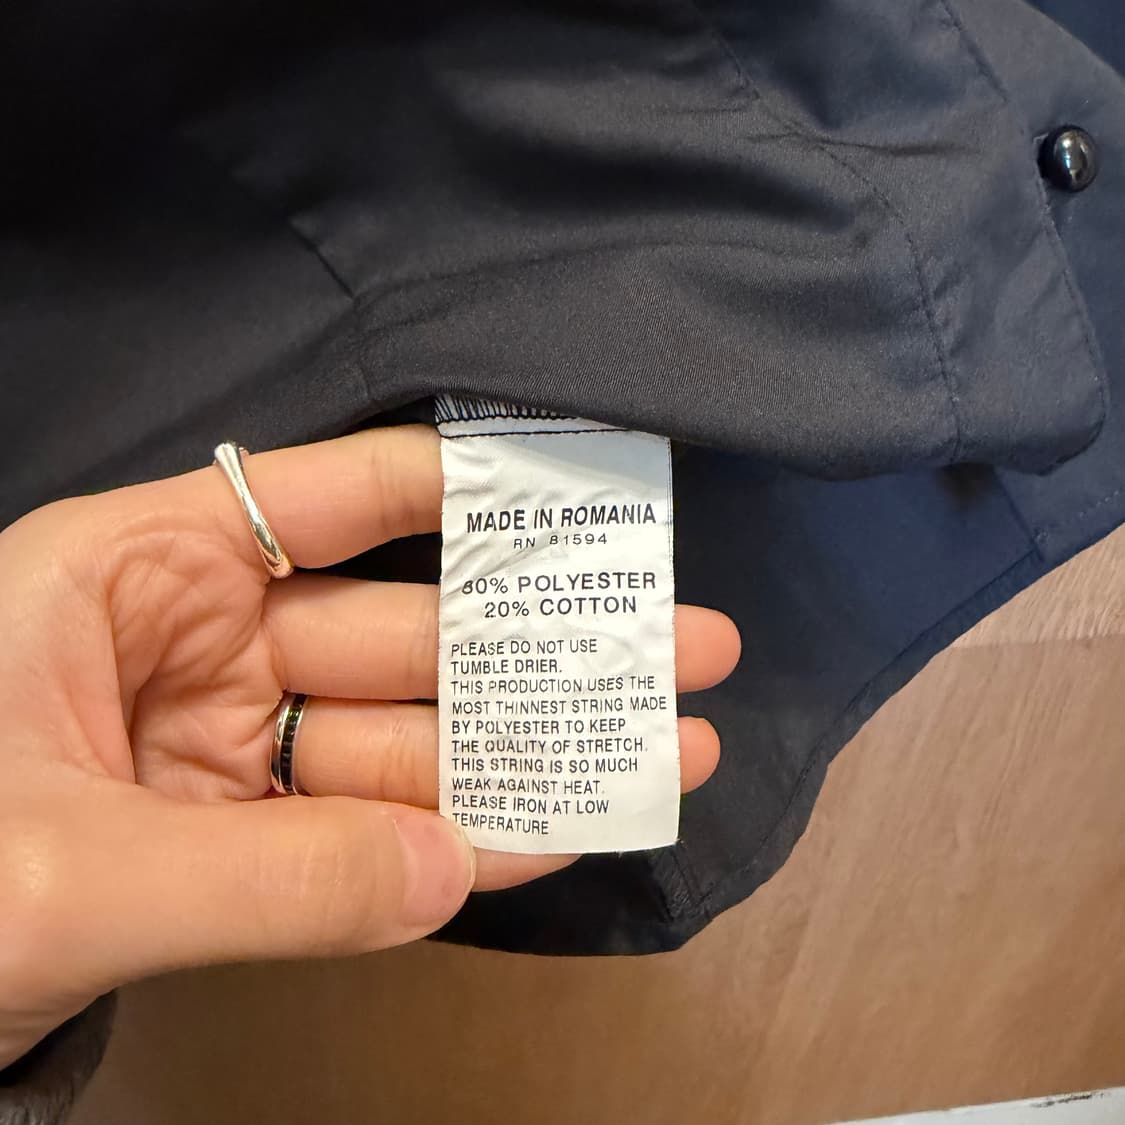 MADE IN ROMANIA
RN 81594
80% POLYESTER
20% COTTON
PLEASE DO NOT USE
TUMBLE DRIER.
THIS PRODUCTION USES THE
MOST THINNEST STRING MADE
BY POLYESTER TO KEEP
THE QUALITY OF STRETCH.
THIS STRING IS SO MUCH
WEAK AGAINST HEAT.
PLEASE IRON AT LOW
TEMPERATURE